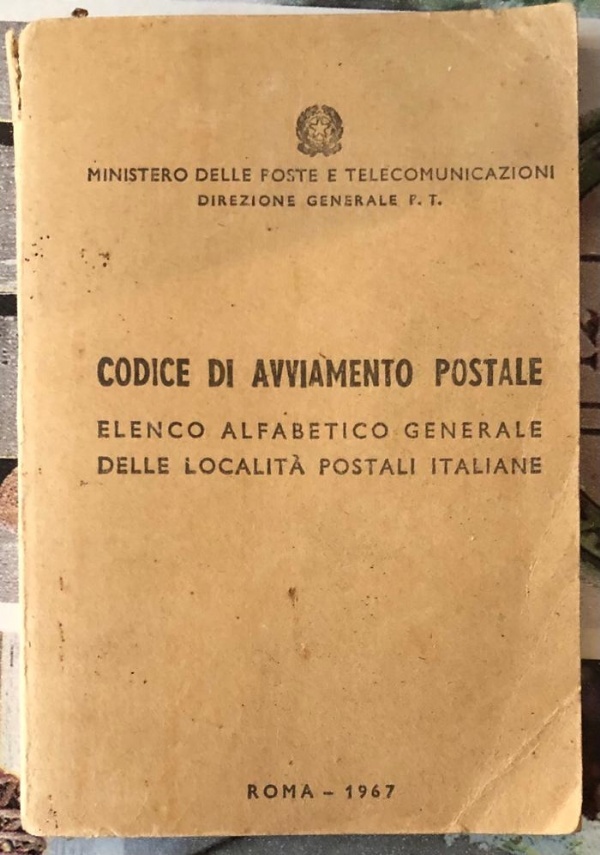 MINISTERO DELLE POSTE E TELECOMUNICAZIONI
DIREZIONE GENERALE P. T.
CODICE DI AVVIAMENTO POSTALE
ELENCO ALFABETICO GENERALE
DELLE LOCALITÀ POSTALI ITALIANE
ROMA - 1967